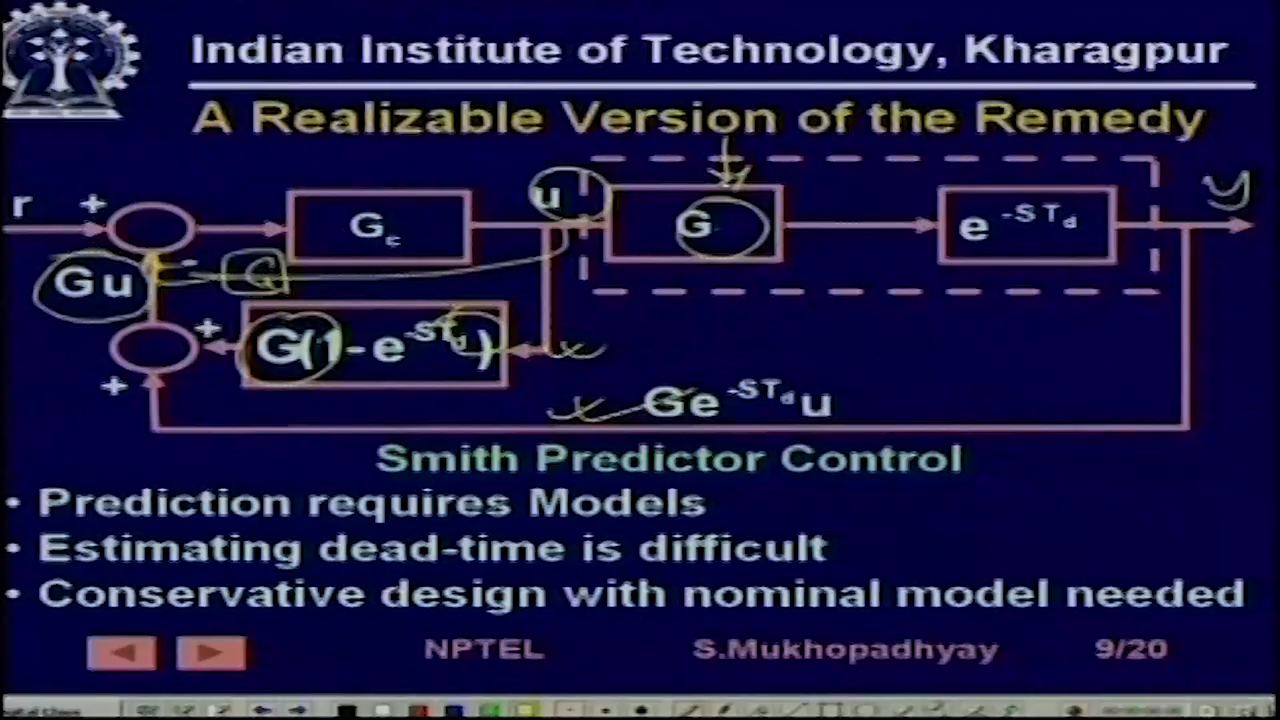 Indian Institute of Technology, Kharagpur
A Realizable Version of the Remedy
r + Gc u G e^-STd y
Gu - G
+ G(1- e^-STd)
+ Ge^-STd u
Smith Predictor Control
• Prediction requires Models
• Estimating dead-time is difficult
• Conservative design with nominal model needed
NPTEL S.Mukhopadhyay 9/20